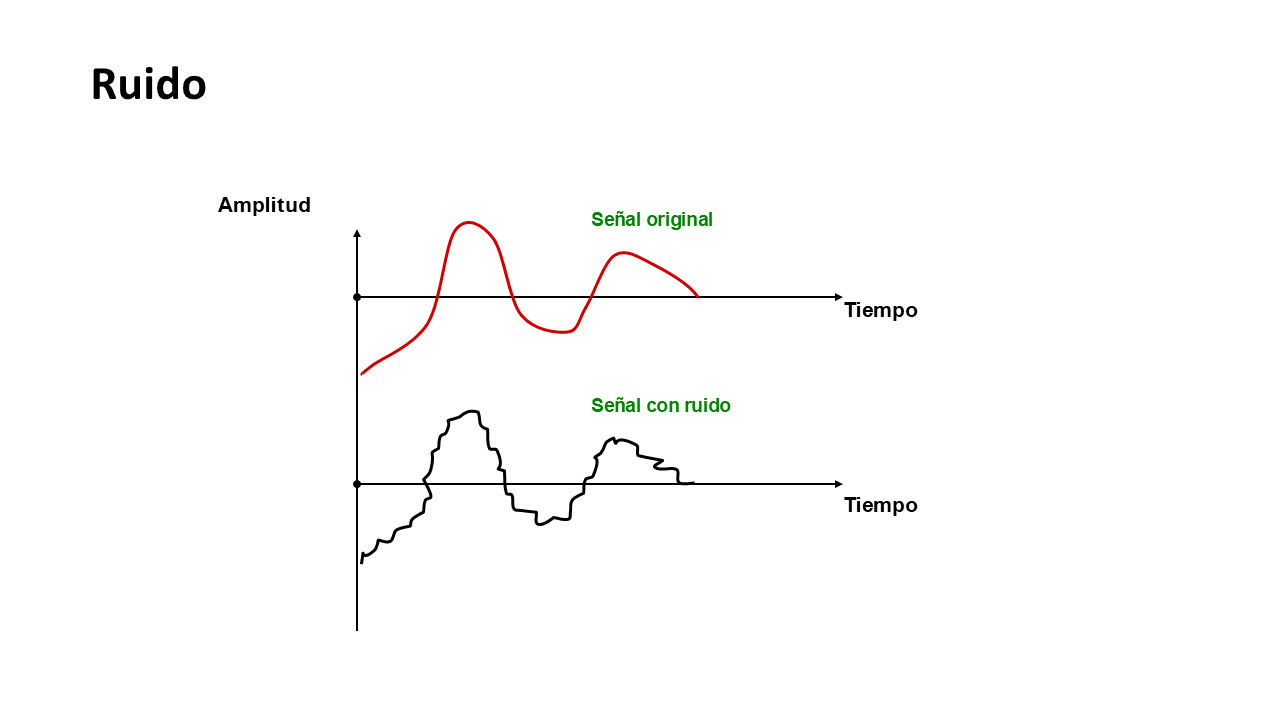 Ruido
Amplitud
Señal original
Tiempo
Señal con ruido
Tiempo